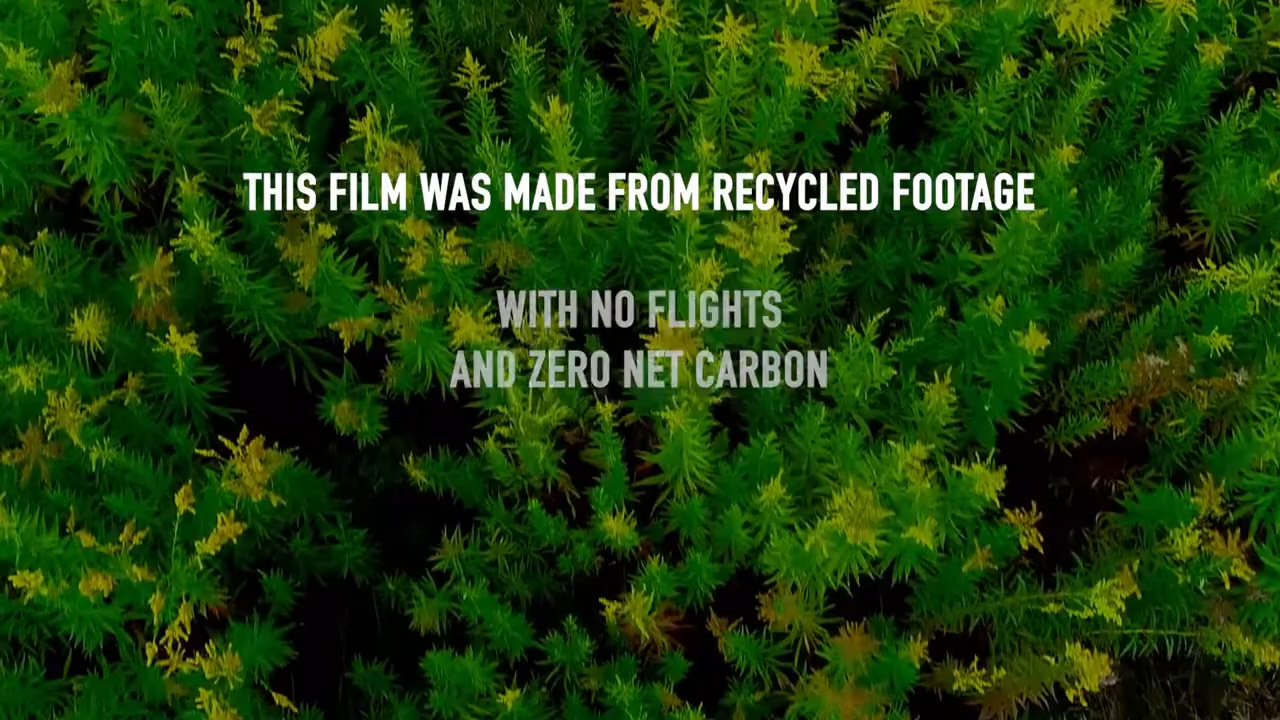 THIS FILM WAS MADE FROM RECYCLED FOOTAGE
WITH NO FLIGHTS
AND ZERO NET CARBON